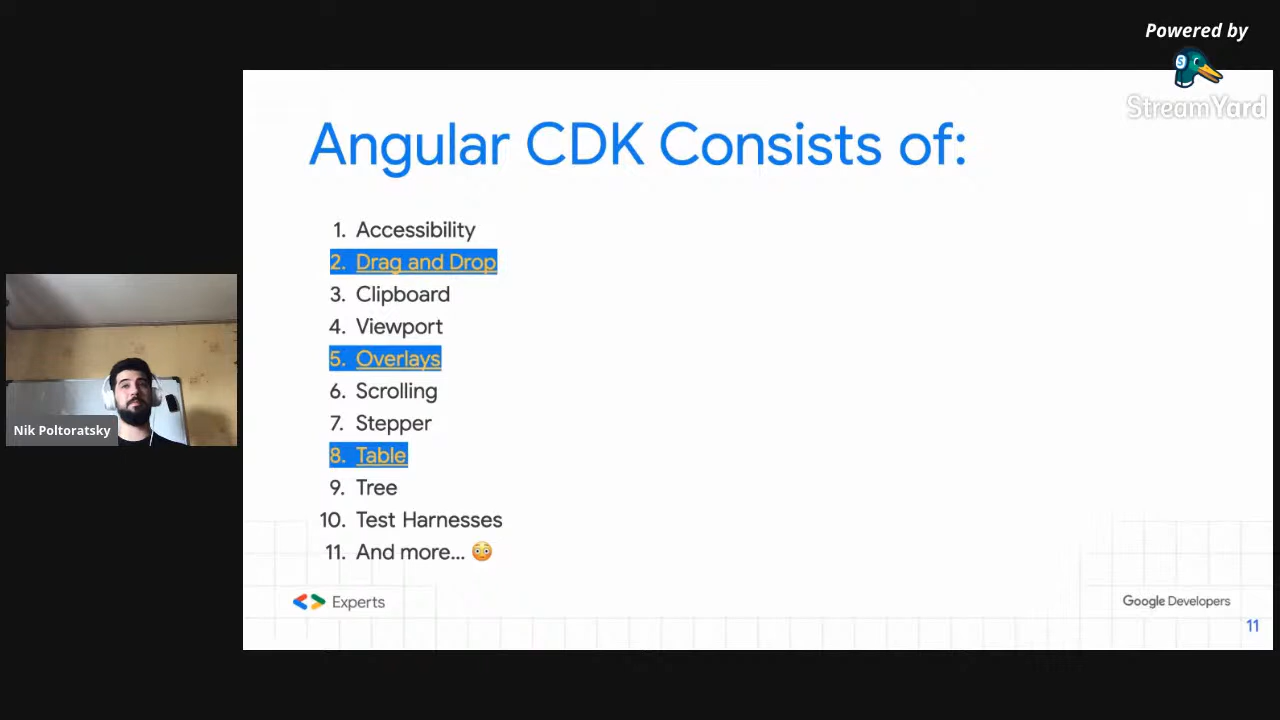 Powered by
StreamYard
Angular CDK Consists of:
1. Accessibility
2. Drag and Drop
3. Clipboard
4. Viewport
5. Overlays
6. Scrolling
7. Stepper
8. Table
9. Tree
10. Test Harnesses
11. And more... 😳
Nik Poltoratsky
Experts
Google Developers
11